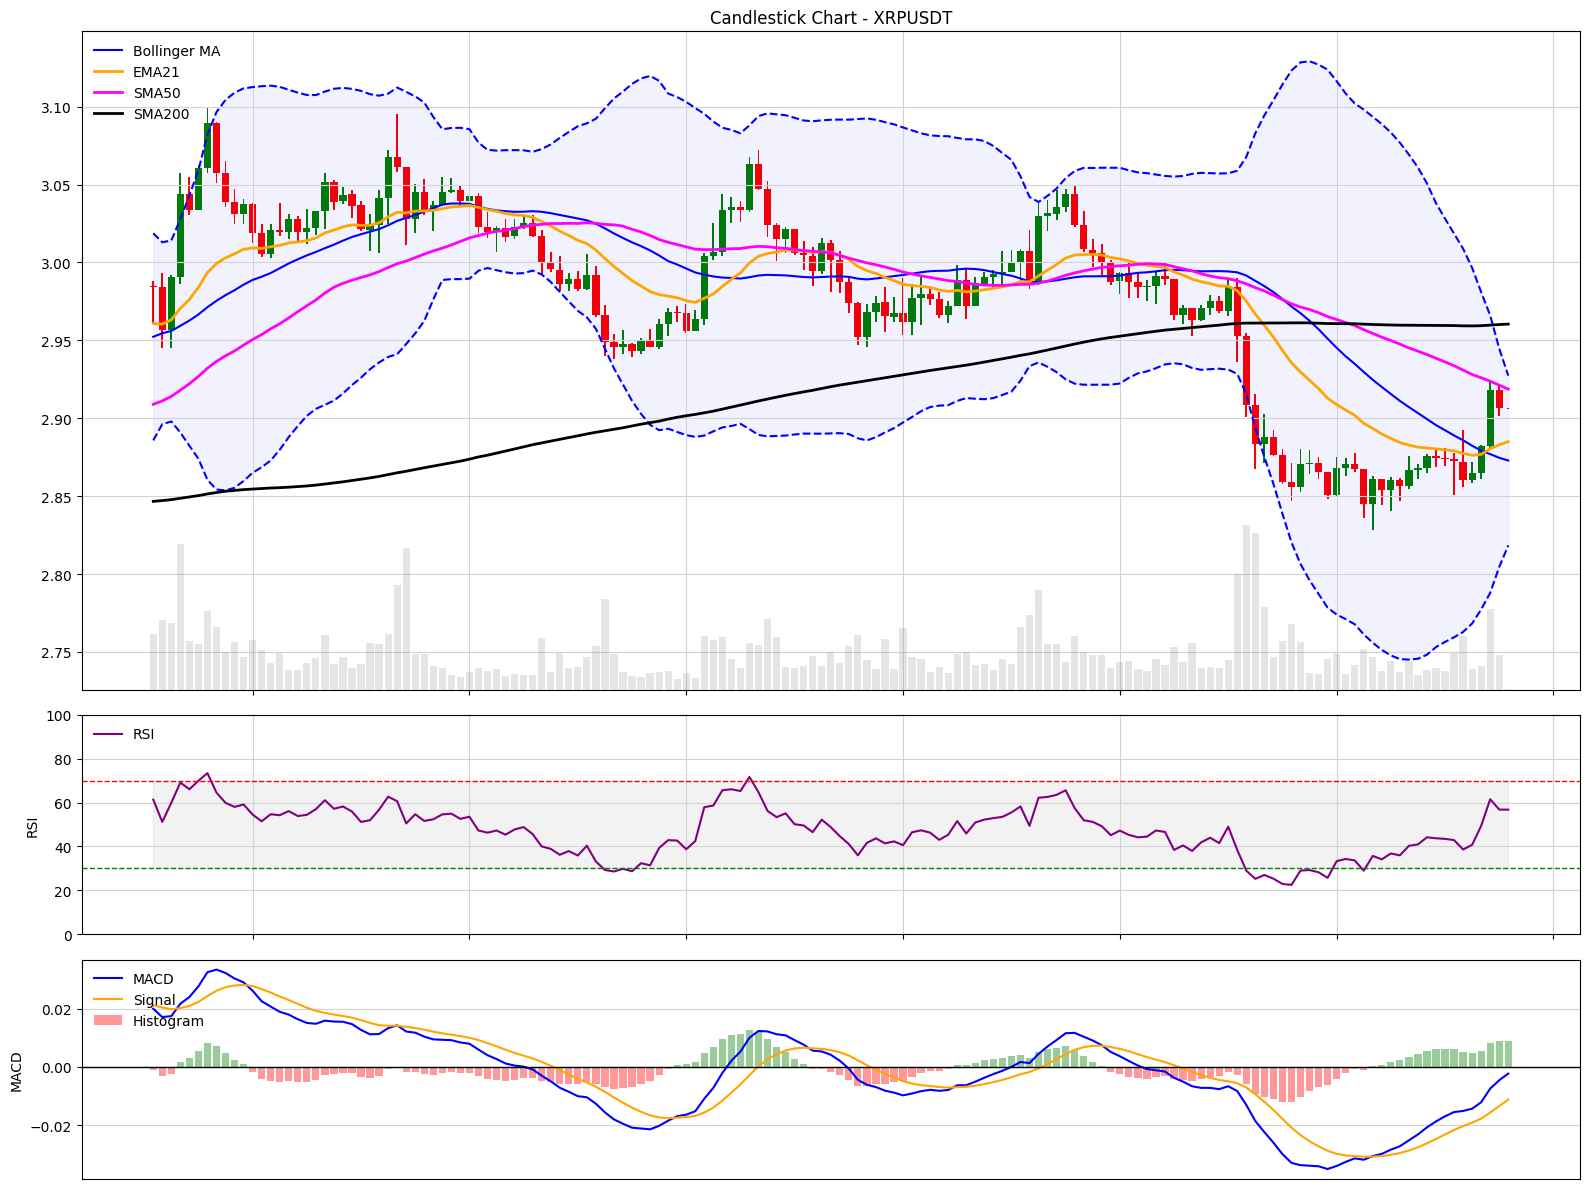 Candlestick Chart - XRPUSDT
Bollinger MA
EMA21
SMA50
SMA200
3.10
3.05
3.00
2.95
2.90
2.85
2.80
2.75
100
80
60
40
20
0
RSI
RSI
0.02
0.00
−0.02
MACD
MACD
Signal
Histogram